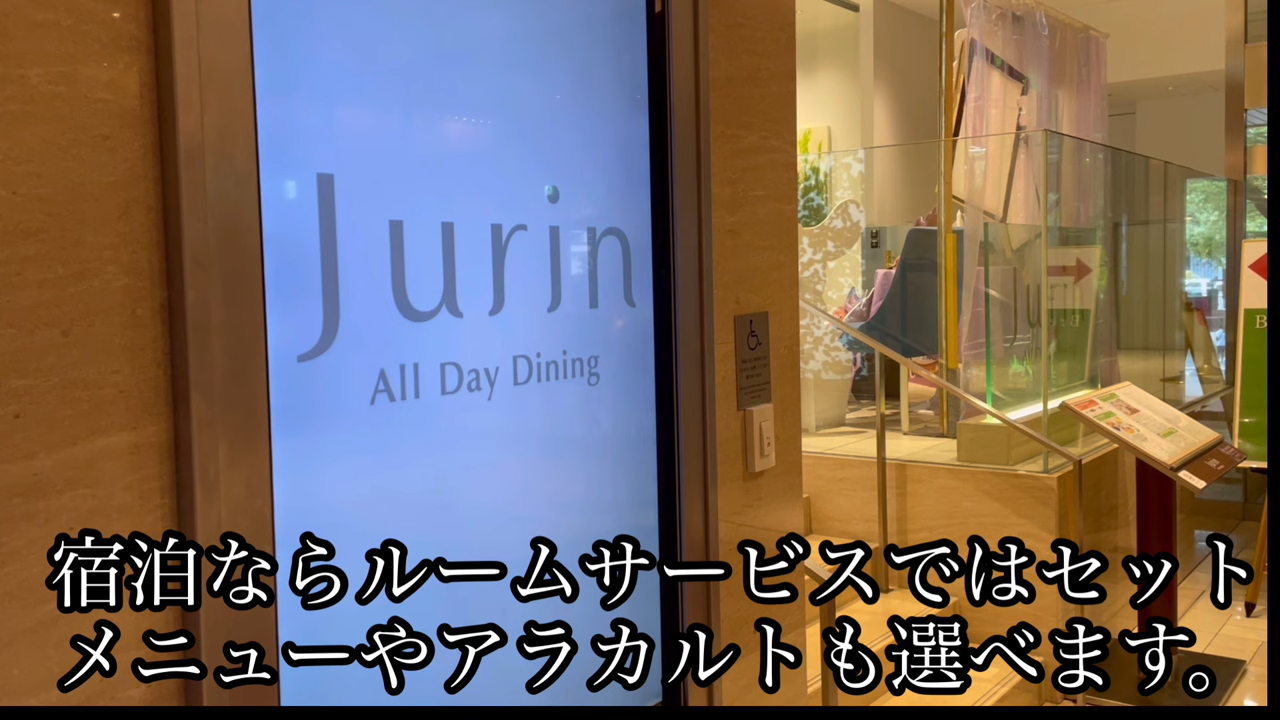 Jurin
All Day Dining
B
宿泊ならルームサービスではセット
メニューやアラカルトも選べます。